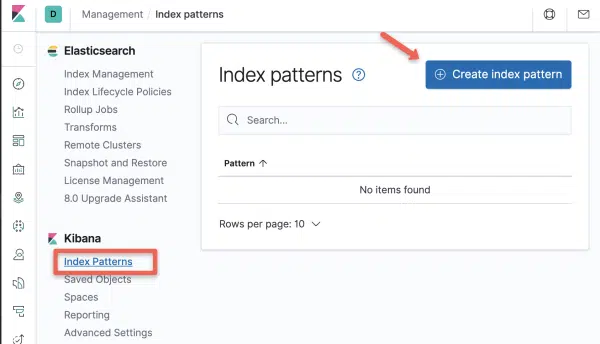 D Management / Index patterns
Elasticsearch
Index Management
Index Lifecycle Policies
Rollup Jobs
Transforms
Remote Clusters
Snapshot and Restore
License Management
8.0 Upgrade Assistant
Kibana
Index Patterns
Saved Objects
Spaces
Reporting
Advanced Settings
Index patterns ?
Create index pattern
Search...
Pattern
No items found
Rows per page: 10